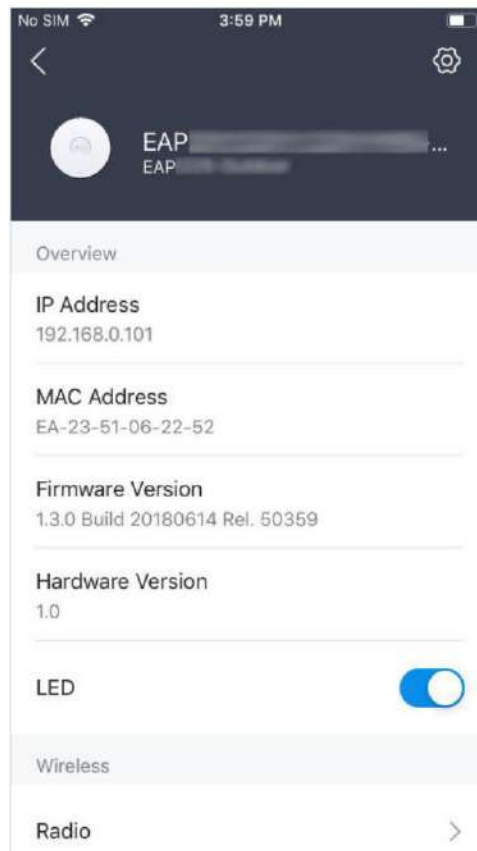 No SIM 3:59 PM
EAP ...
EAP
Overview
IP Address
192.168.0.101
MAC Address
EA-23-51-06-22-52
Firmware Version
1.3.0 Build 20180614 Rel. 50359
Hardware Version
1.0
LED
Wireless
Radio